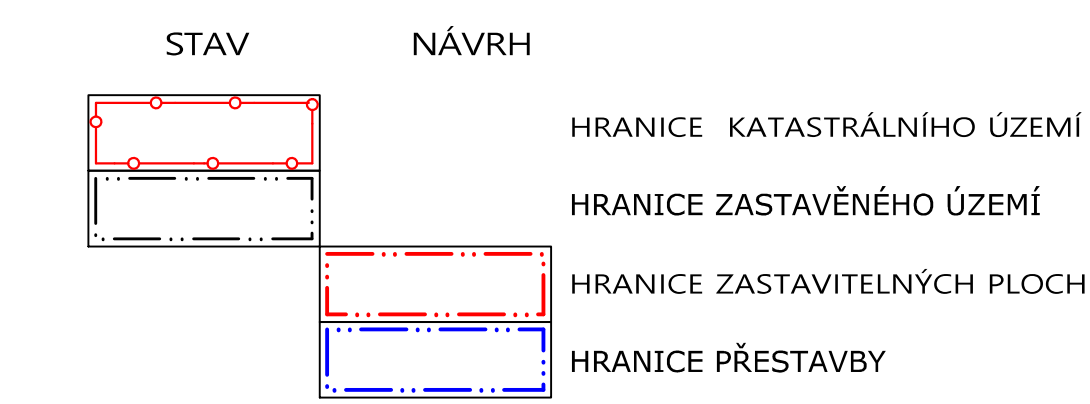 STAV NÁVRH
HRANICE KATASTRÁLNÍHO ÚZEMÍ
HRANICE ZASTAVĚNÉHO ÚZEMÍ
HRANICE ZASTAVITELNÝCH PLOCH
HRANICE PŘESTAVBY